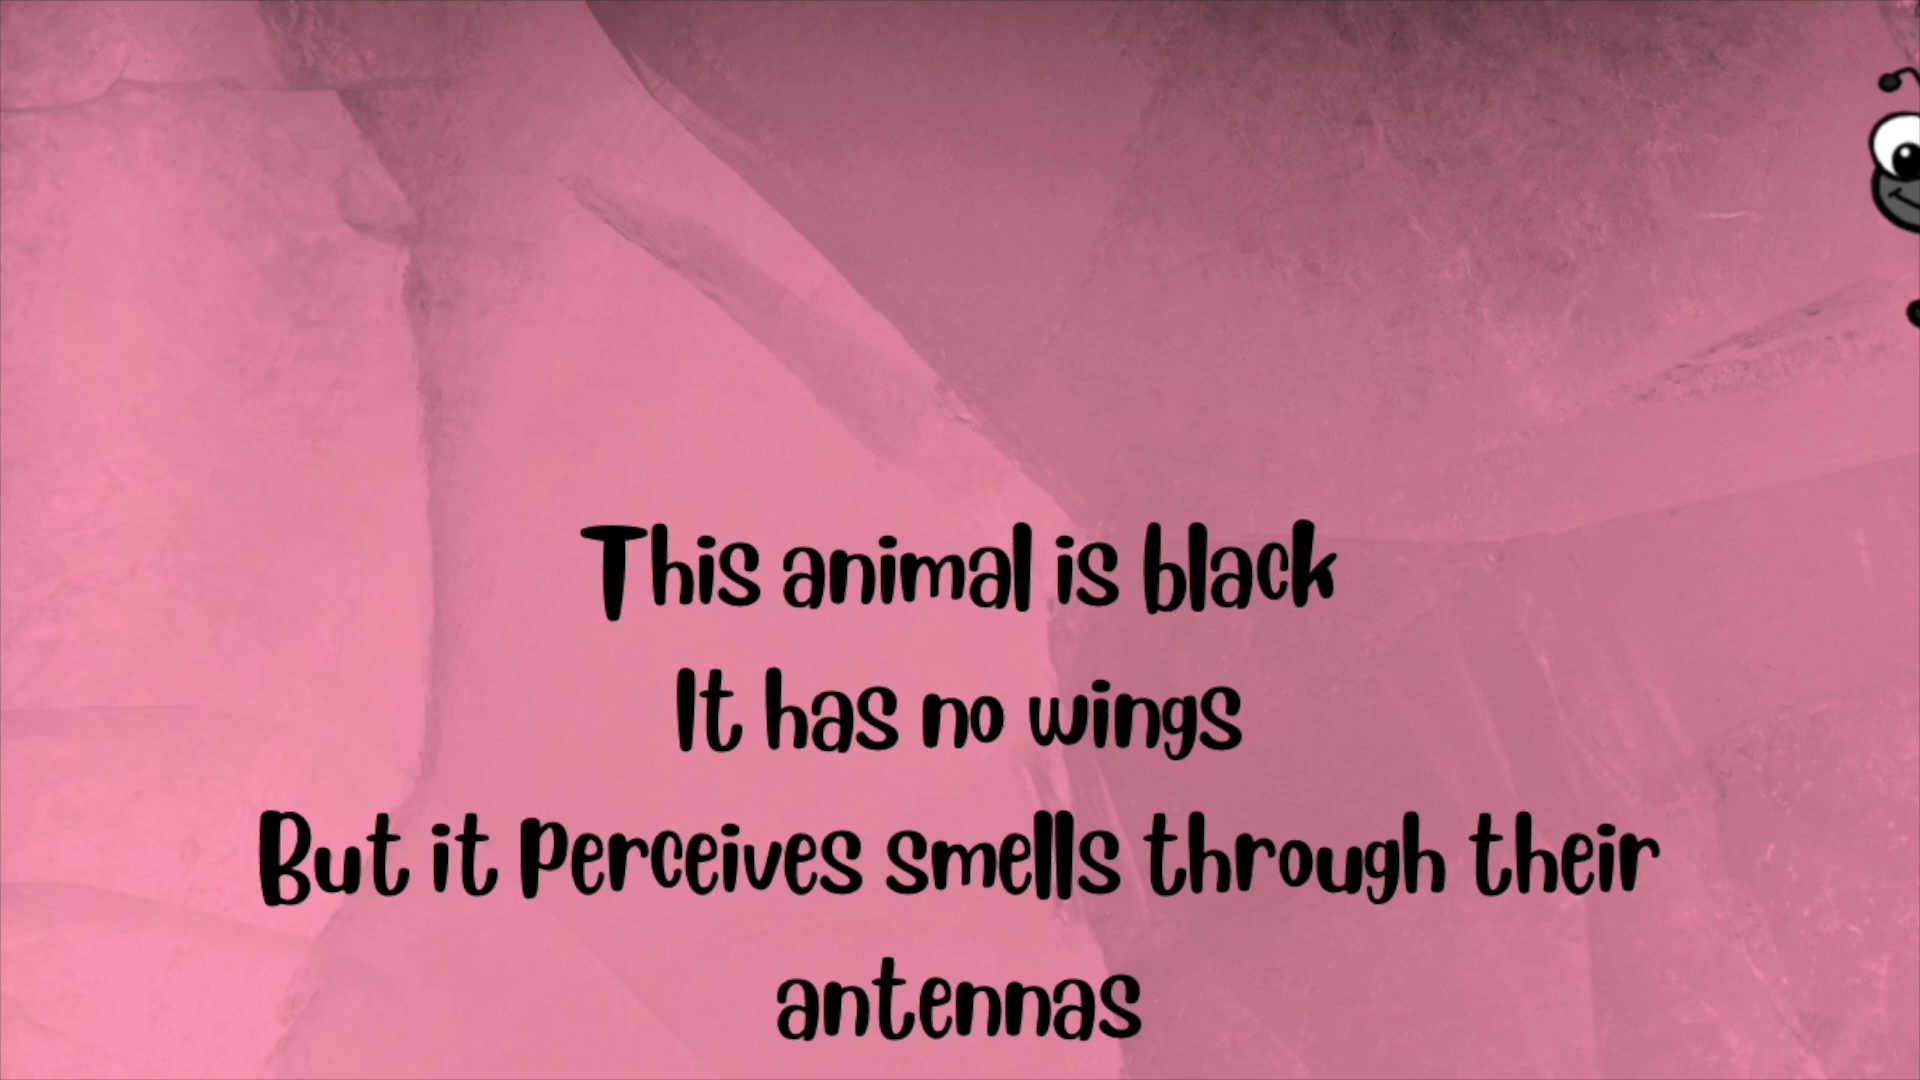 This animal is black
It has no wings
But it Perceives smells through their
antennas